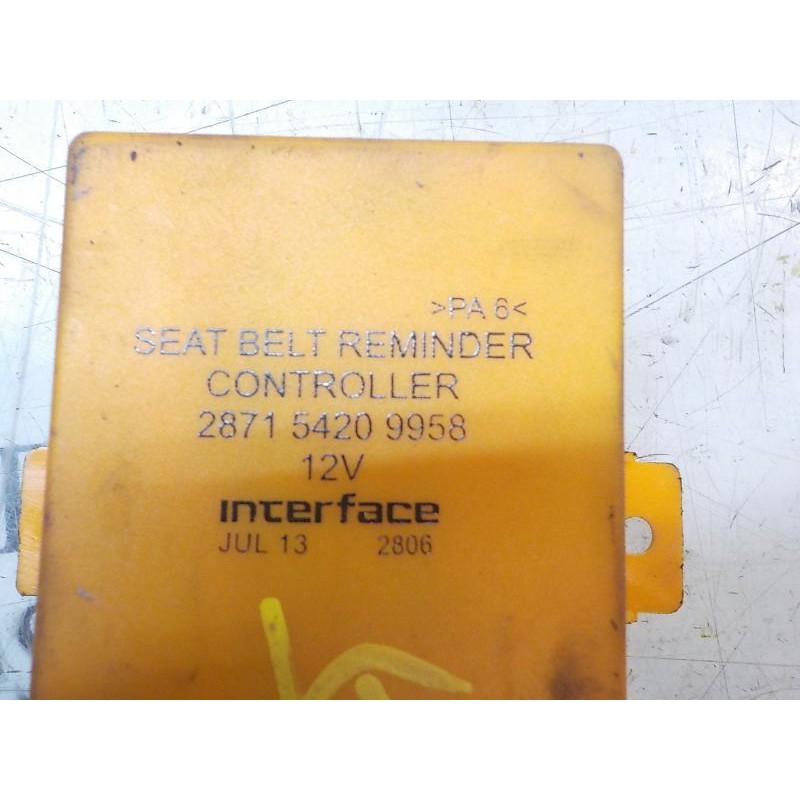 >PA 6<
SEAT BELT REMINDER
CONTROLLER
2871 5420 9958
12V
interface
JUL 13 2806